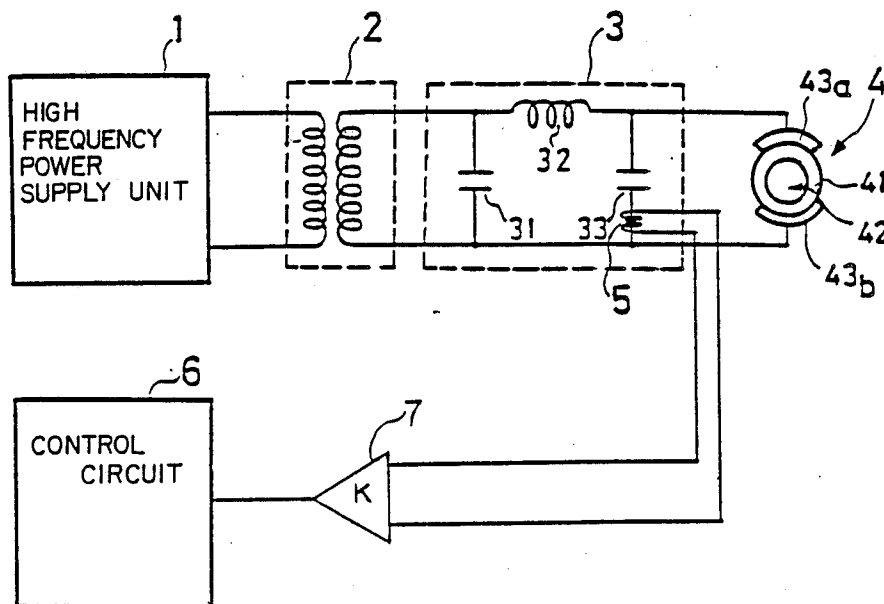 1
2
3
43a
4
HIGH
FREQUENCY
POWER
SUPPLY UNIT
32
41
31
33
42
5
43b
6
7
CONTROL
CIRCUIT
K